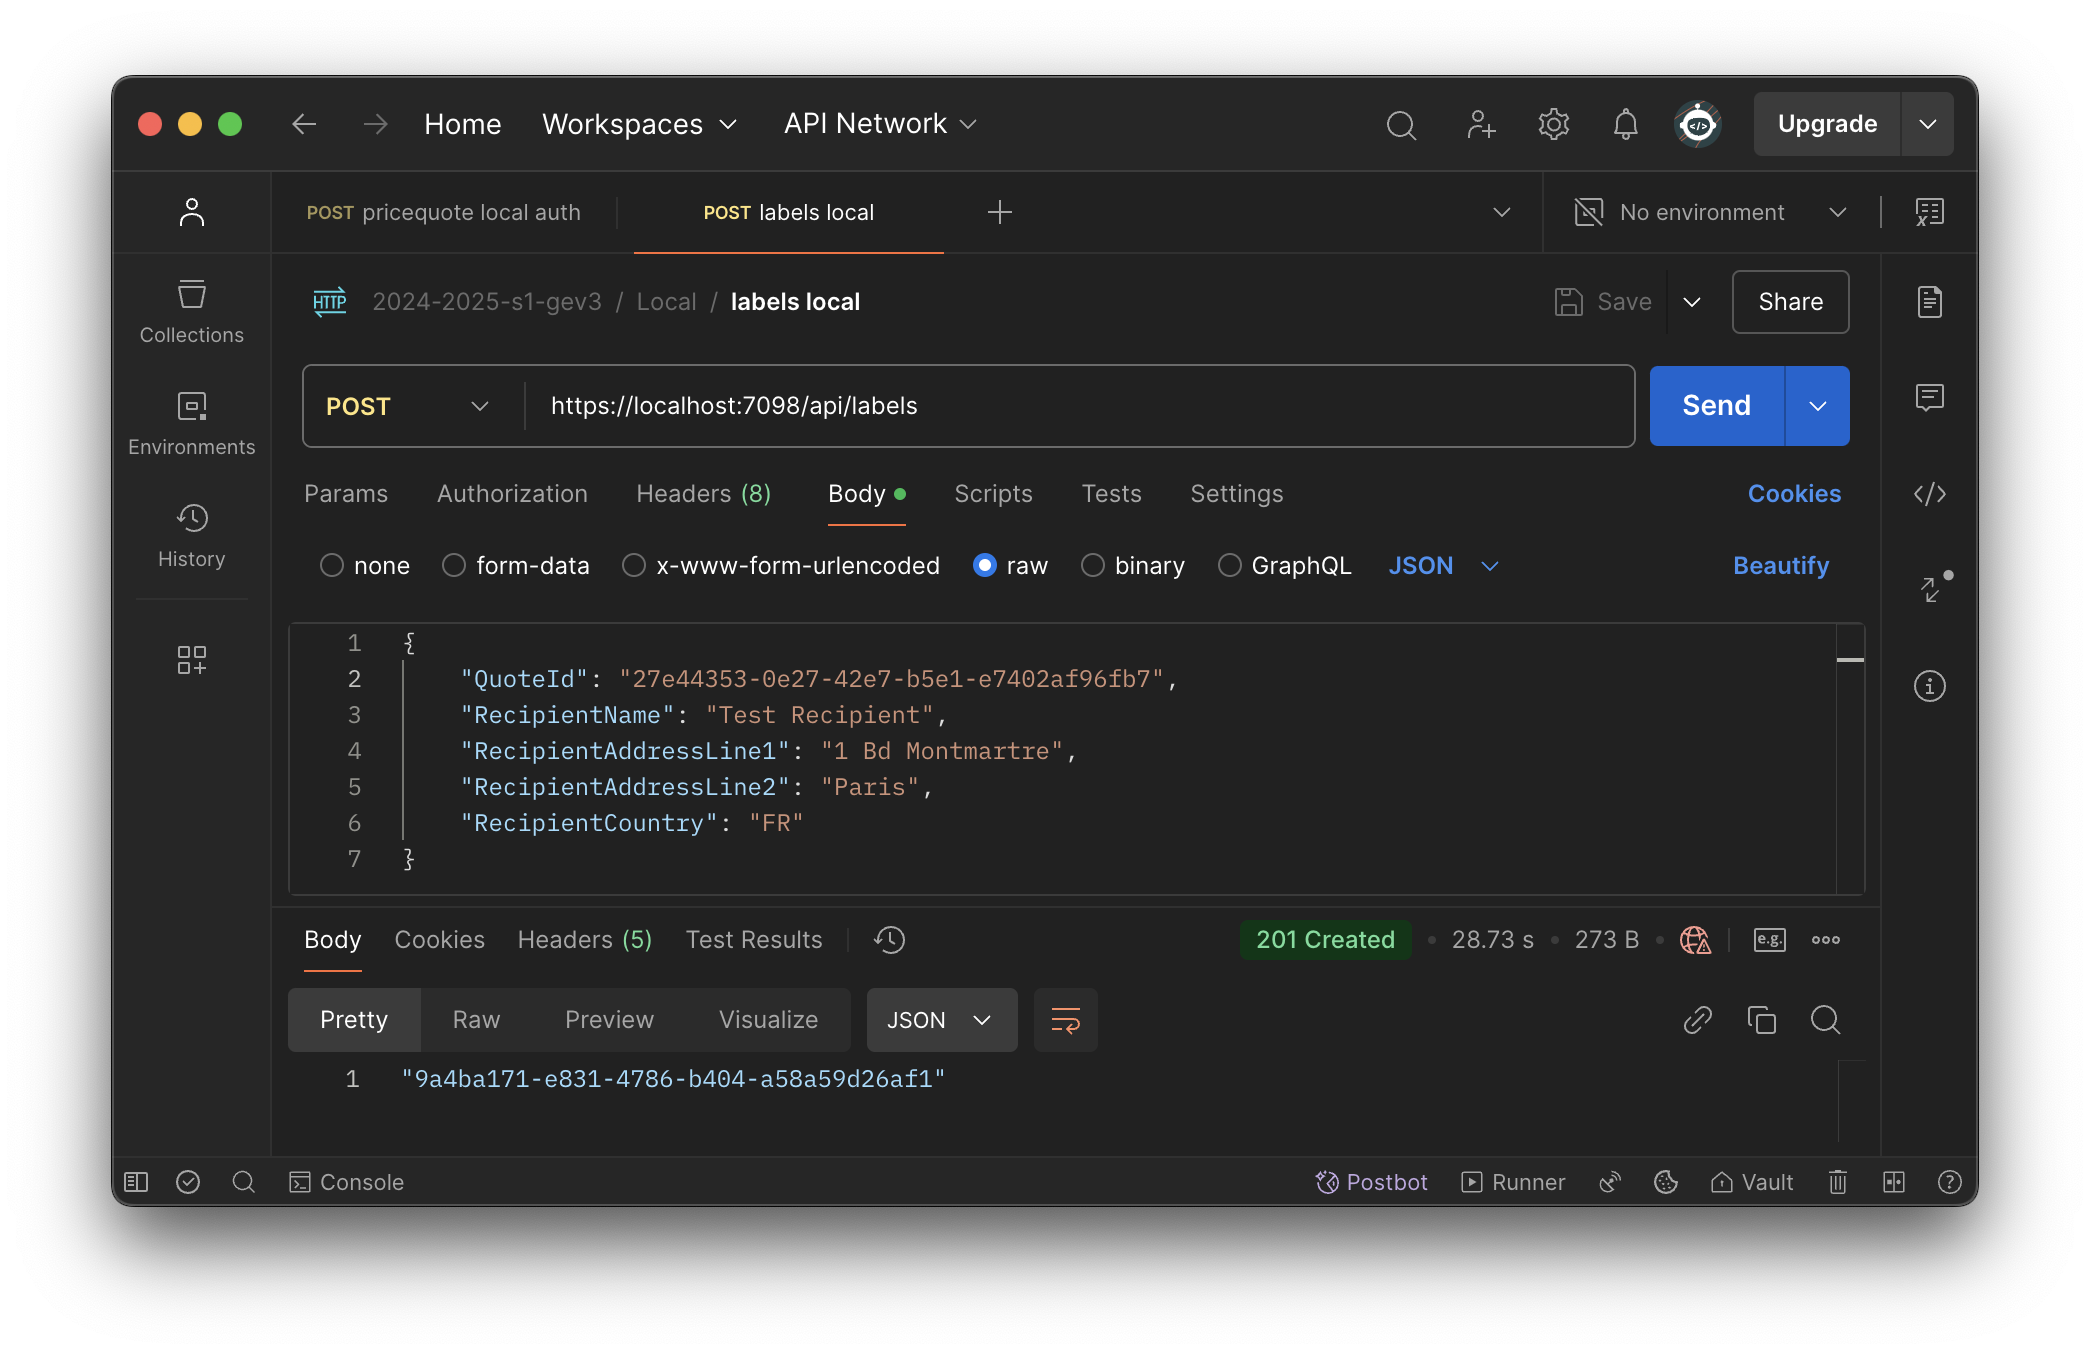 Home Workspaces API Network Upgrade
POST pricequote local auth POST labels local No environment
HTTP 2024-2025-s1-gev3 / Local / labels local Save Share
Collections
Environments
History
POST https://localhost:7098/api/labels Send
Params Authorization Headers (8) Body Scripts Tests Settings Cookies
none form-data x-www-form-urlencoded raw binary GraphQL JSON Beautify
1 {
2 "QuoteId": "27e44353-0e27-42e7-b5e1-e7402af96fb7",
3 "RecipientName": "Test Recipient",
4 "RecipientAddressLine1": "1 Bd Montmartre",
5 "RecipientAddressLine2": "Paris",
6 "RecipientCountry": "FR"
7 }
Body Cookies Headers (5) Test Results 201 Created • 28.73 s • 273 B • e.g.
Pretty Raw Preview Visualize JSON
1 "9a4ba171-e831-4786-b404-a58a59d26af1"
Console Postbot Runner Vault